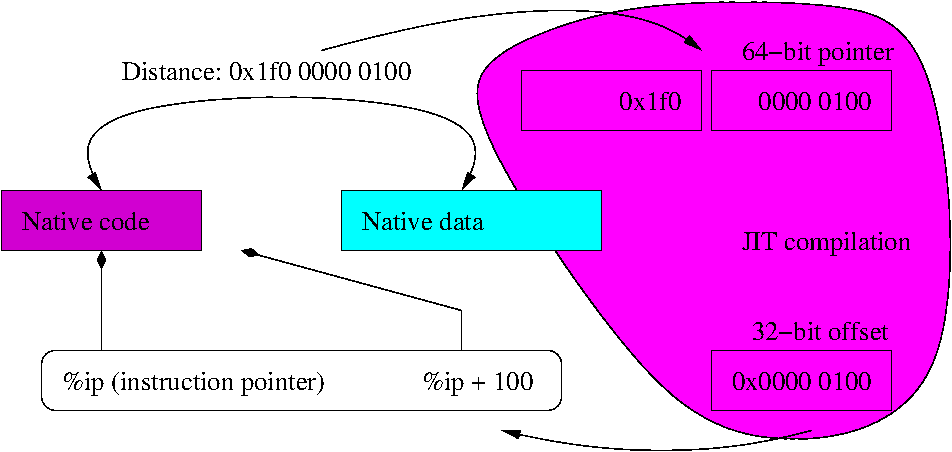 64−bit pointer
Distance: 0x1f0 0000 0100
0x1f0
0000 0100
Native code
Native data
JIT compilation
32−bit offset
%ip (instruction pointer)
%ip + 100
0x0000 0100